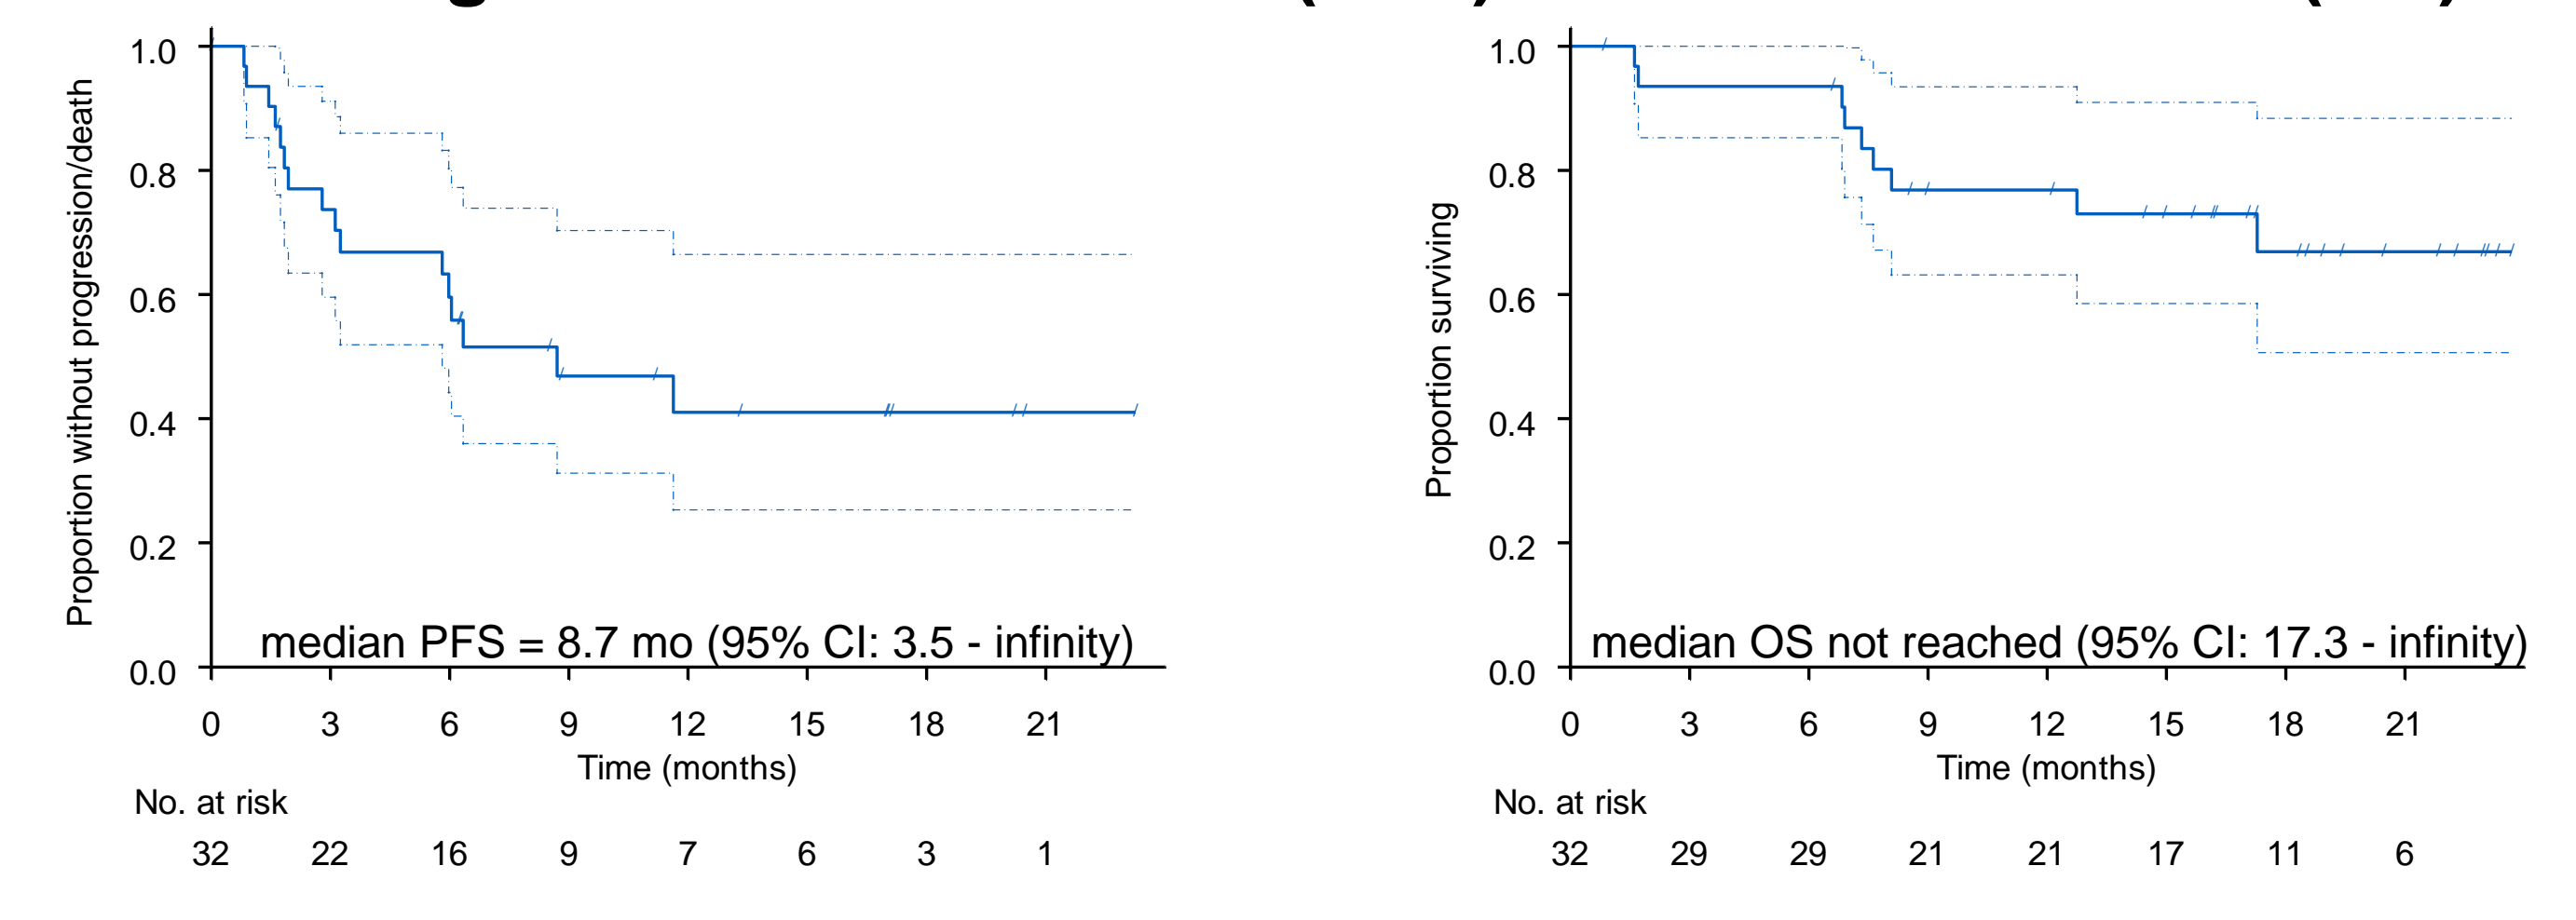 Proportion without progression/death
1.0
0.8
0.6
0.4
0.2
0.0
median PFS = 8.7 mo (95% CI: 3.5 - infinity)
0 3 6 9 12 15 18 21
Time (months)
No. at risk
32 22 16 9 7 6 3 1
Proportion surviving
1.0
0.8
0.6
0.4
0.2
0.0
median OS not reached (95% CI: 17.3 - infinity)
0 3 6 9 12 15 18 21
Time (months)
No. at risk
32 29 29 21 21 17 11 6